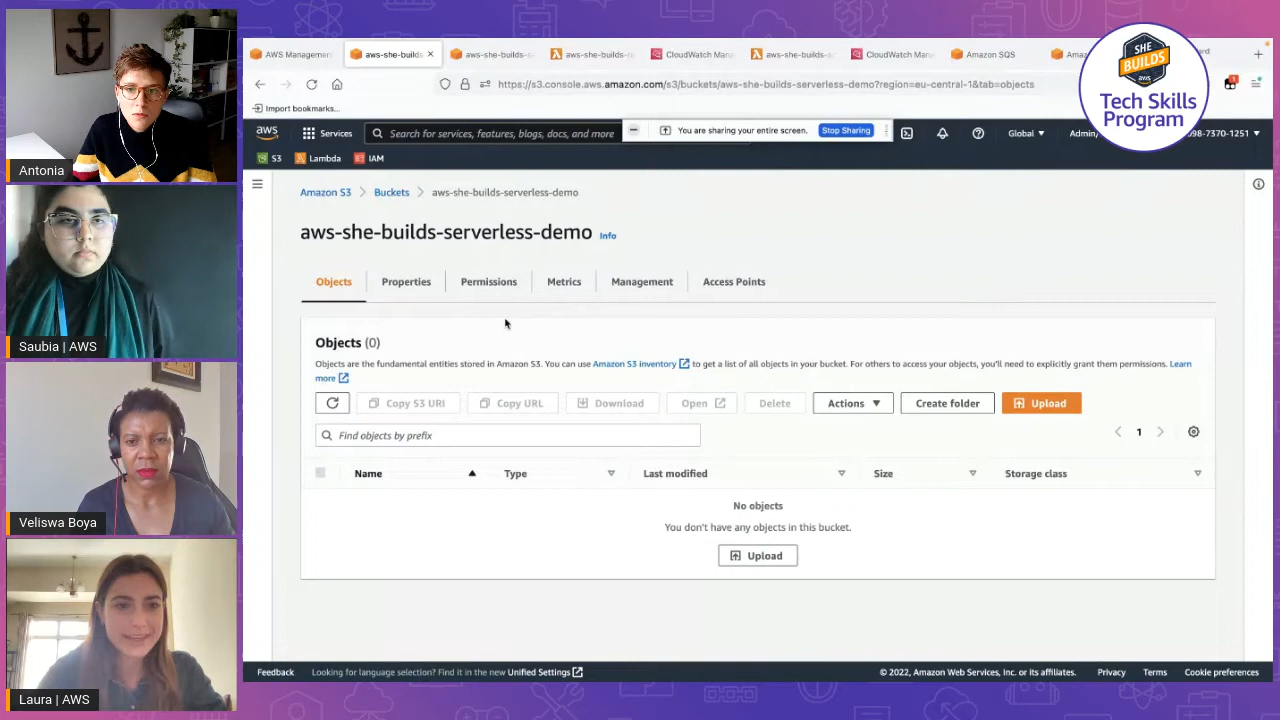 Antonia
Saubia | AWS
Veliswa Boya
Laura | AWS
AWS Managemen
aws-she-builds
aws-she-builds-s
aws-she-builds-re
CloudWatch Man
aws-she-builds-s
CloudWatch Man
Amazon SQS
Amaz
SHE
BUILDS
aws
Tech Skills
Program
https://s3.console.aws.amazon.com/s3/buckets/aws-she-builds-serverless-demo?region=eu-central-1&tab=objects
1
Import bookmarks...
aws
Services
Search for services, features, blogs, docs, and more
You are sharing your entire screen.
Stop Sharing
Global
Admin/
98-7370-1251
S3
Lambda
IAM
Amazon S3
Buckets
aws-she-builds-serverless-demo
aws-she-builds-serverless-demo
Info
Objects
Properties
Permissions
Metrics
Management
Access Points
Objects (0)
Objects are the fundamental entities stored in Amazon S3. You can use Amazon S3 inventory to get a list of all objects in your bucket. For others to access your objects, you'll need to explicitly grant them permissions. Learn
more
Copy S3 URI
Copy URL
Download
Open
Delete
Actions
Create folder
Upload
Find objects by prefix
1
Name
Type
Last modified
Size
Storage class
No objects
You don't have any objects in this bucket.
Upload
Feedback
Looking for language selection? Find it in the new Unified Settings
© 2022, Amazon Web Services, Inc. or its affiliates.
Privacy
Terms
Cookie preferences